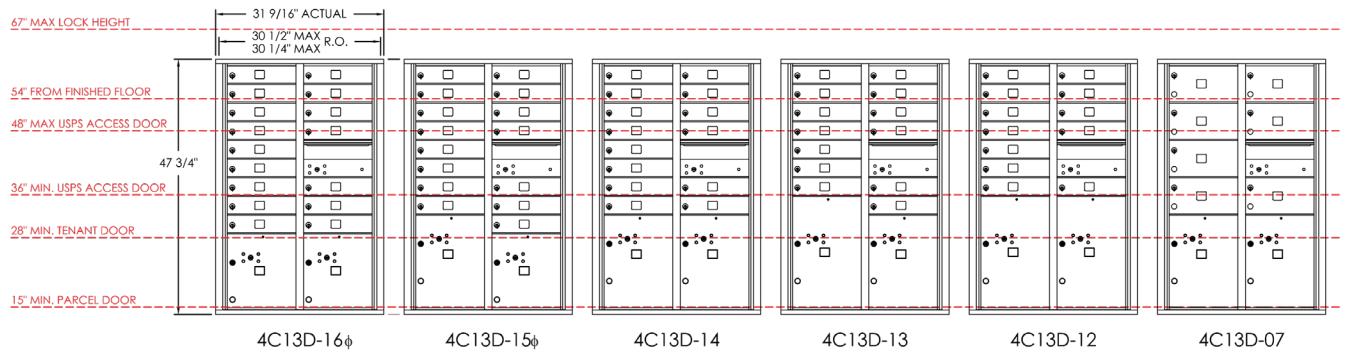 67" MAX LOCK HEIGHT
31 9/16" ACTUAL
30 1/2" MAX
30 1/4" MAX
R.O.
54" FROM FINISHED FLOOR
48" MAX USPS ACCESS DOOR
47 3/4"
36" MIN. USPS ACCESS DOOR
28" MIN. TENANT DOOR
15" MIN. PARCEL DOOR
4C13D-16ϕ
4C13D-15ϕ
4C13D-14
4C13D-13
4C13D-12
4C13D-07